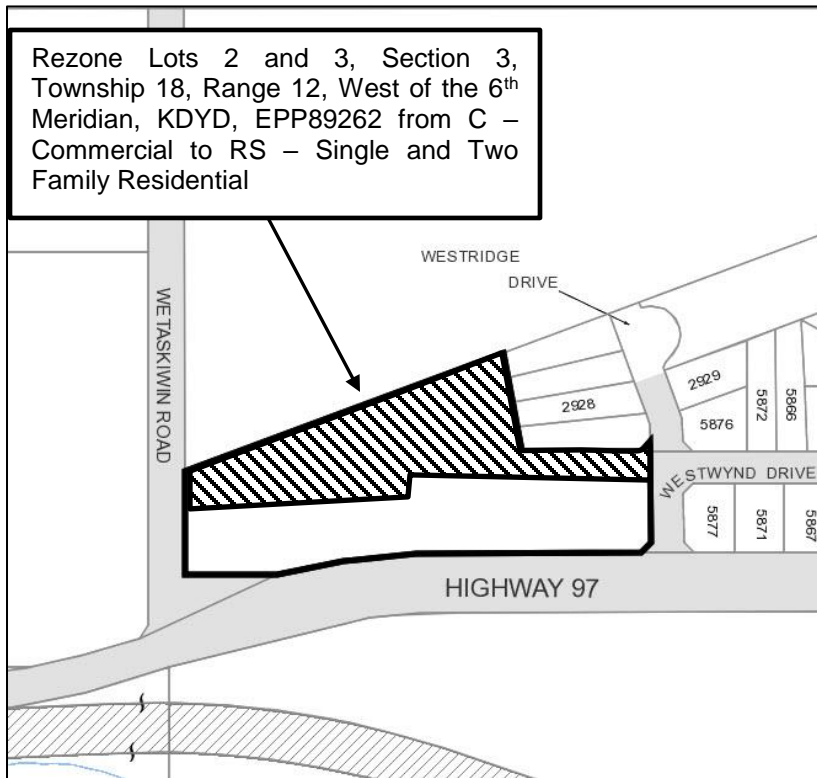 Rezone Lots 2 and 3, Section 3,
Township 18, Range 12, West of the 6th
Meridian, KDYD, EPP89262 from C –
Commercial to RS – Single and Two
Family Residential
WESTRIDGE
DRIVE
WETASKIWIN ROAD
2928
2929
5876
5872
5866
WESTWYND DRIVE
5877
5871
5867
HIGHWAY 97